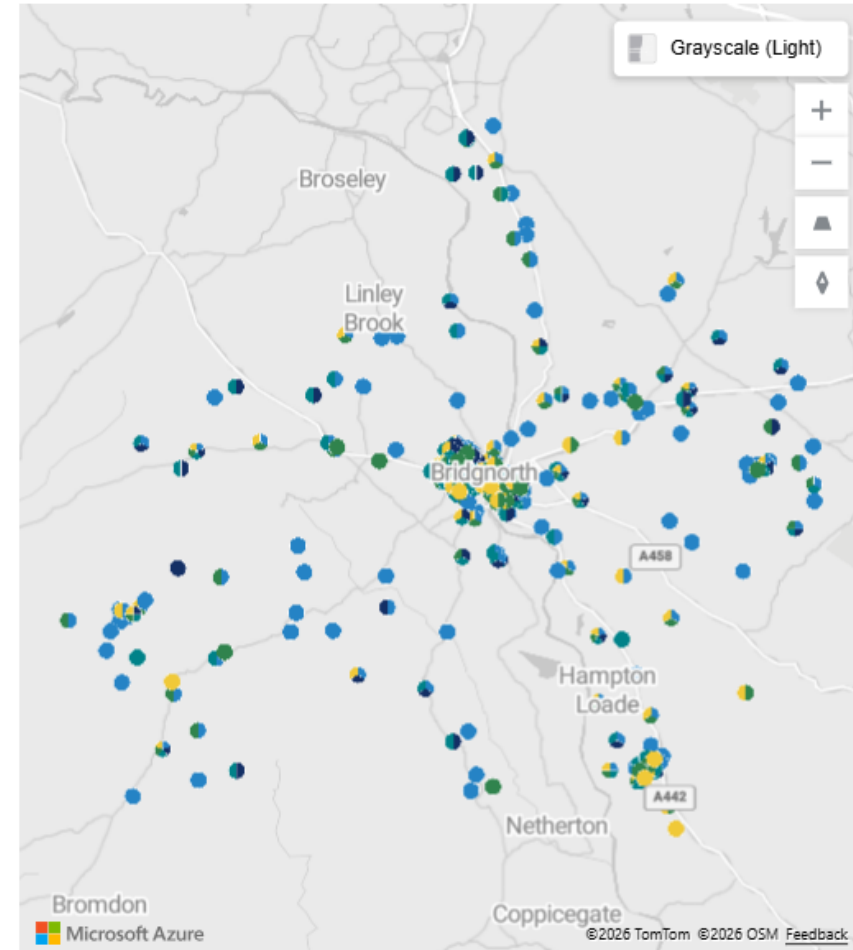 Grayscale (Light)
Broseley
Linley
Brook
Bridgnorth
A458
Hampton
Loade
A442
Netherton
Bromdon
Coppicegate
Microsoft Azure
©2026 TomTom ©2026 OSM Feedback